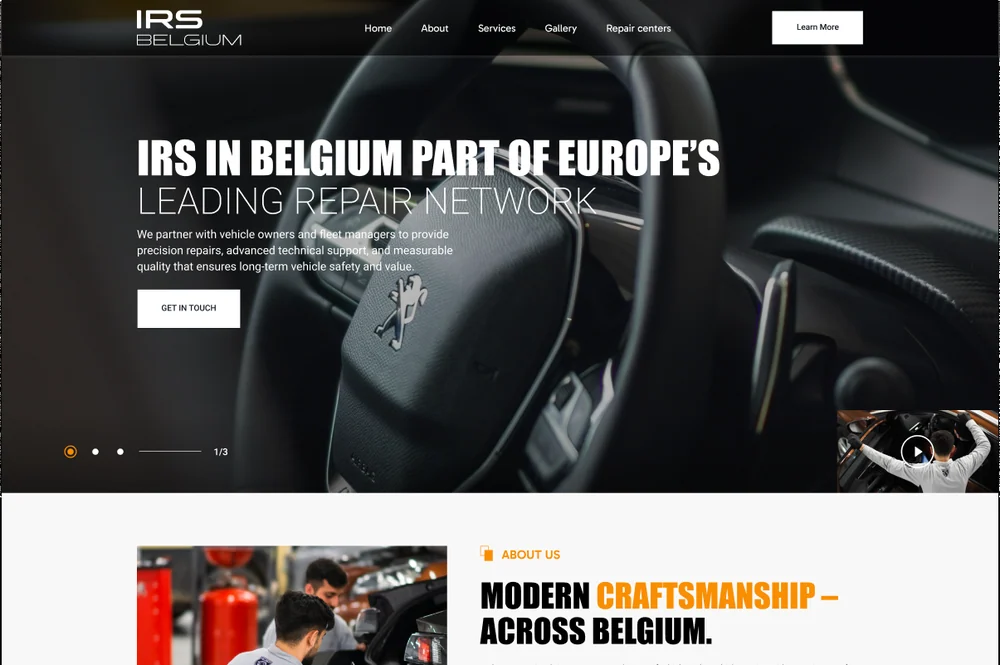 IRS
BELGIUM
Home
About
Services
Gallery
Repair centers
Learn More
IRS IN BELGIUM PART OF EUROPE’S
LEADING REPAIR NETWORK
We partner with vehicle owners and fleet managers to provide
precision repairs, advanced technical support, and measurable
quality that ensures long-term vehicle safety and value.
GET IN TOUCH
1/3
ABOUT US
MODERN CRAFTSMANSHIP –
ACROSS BELGIUM.